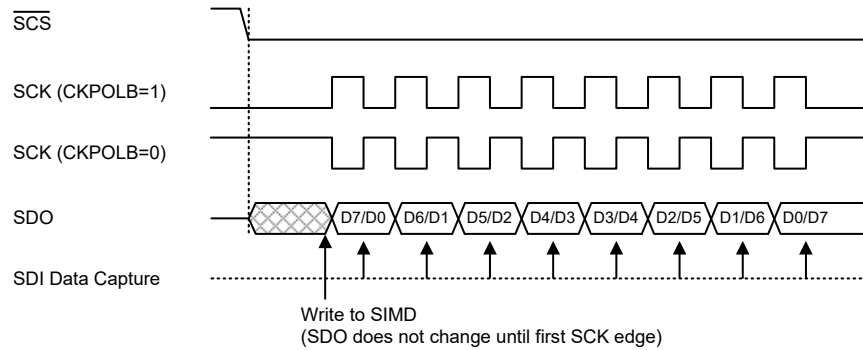 SCS
SCK (CKPOLB=1)
SCK (CKPOLB=0)
SDO
D7/D0 D6/D1 D5/D2 D4/D3 D3/D4 D2/D5 D1/D6 D0/D7
SDI Data Capture
Write to SIMD
(SDO does not change until first SCK edge)